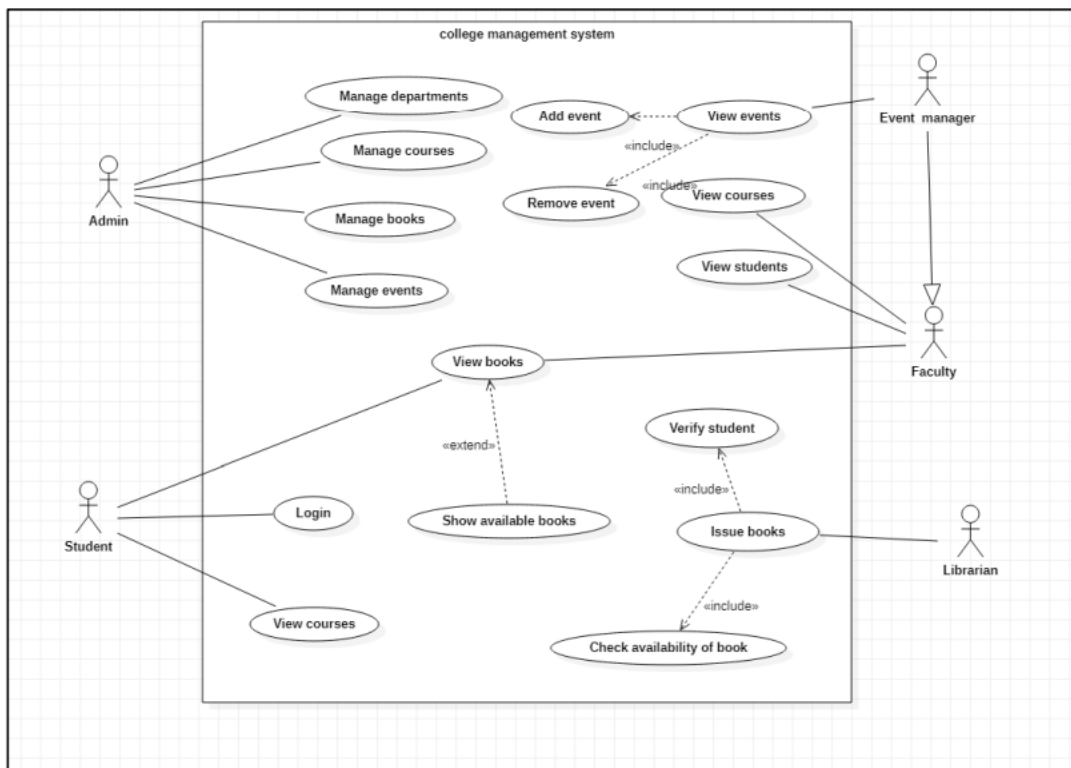 college management system
Manage departments
Add event
View events
Event manager
Manage courses
«include»
«include»
View courses
Remove event
Admin
Manage books
View students
Manage events
View books
Faculty
Verify student
«extend»
«include»
Login
Show available books
Issue books
Student
Librarian
«include»
View courses
Check availability of book